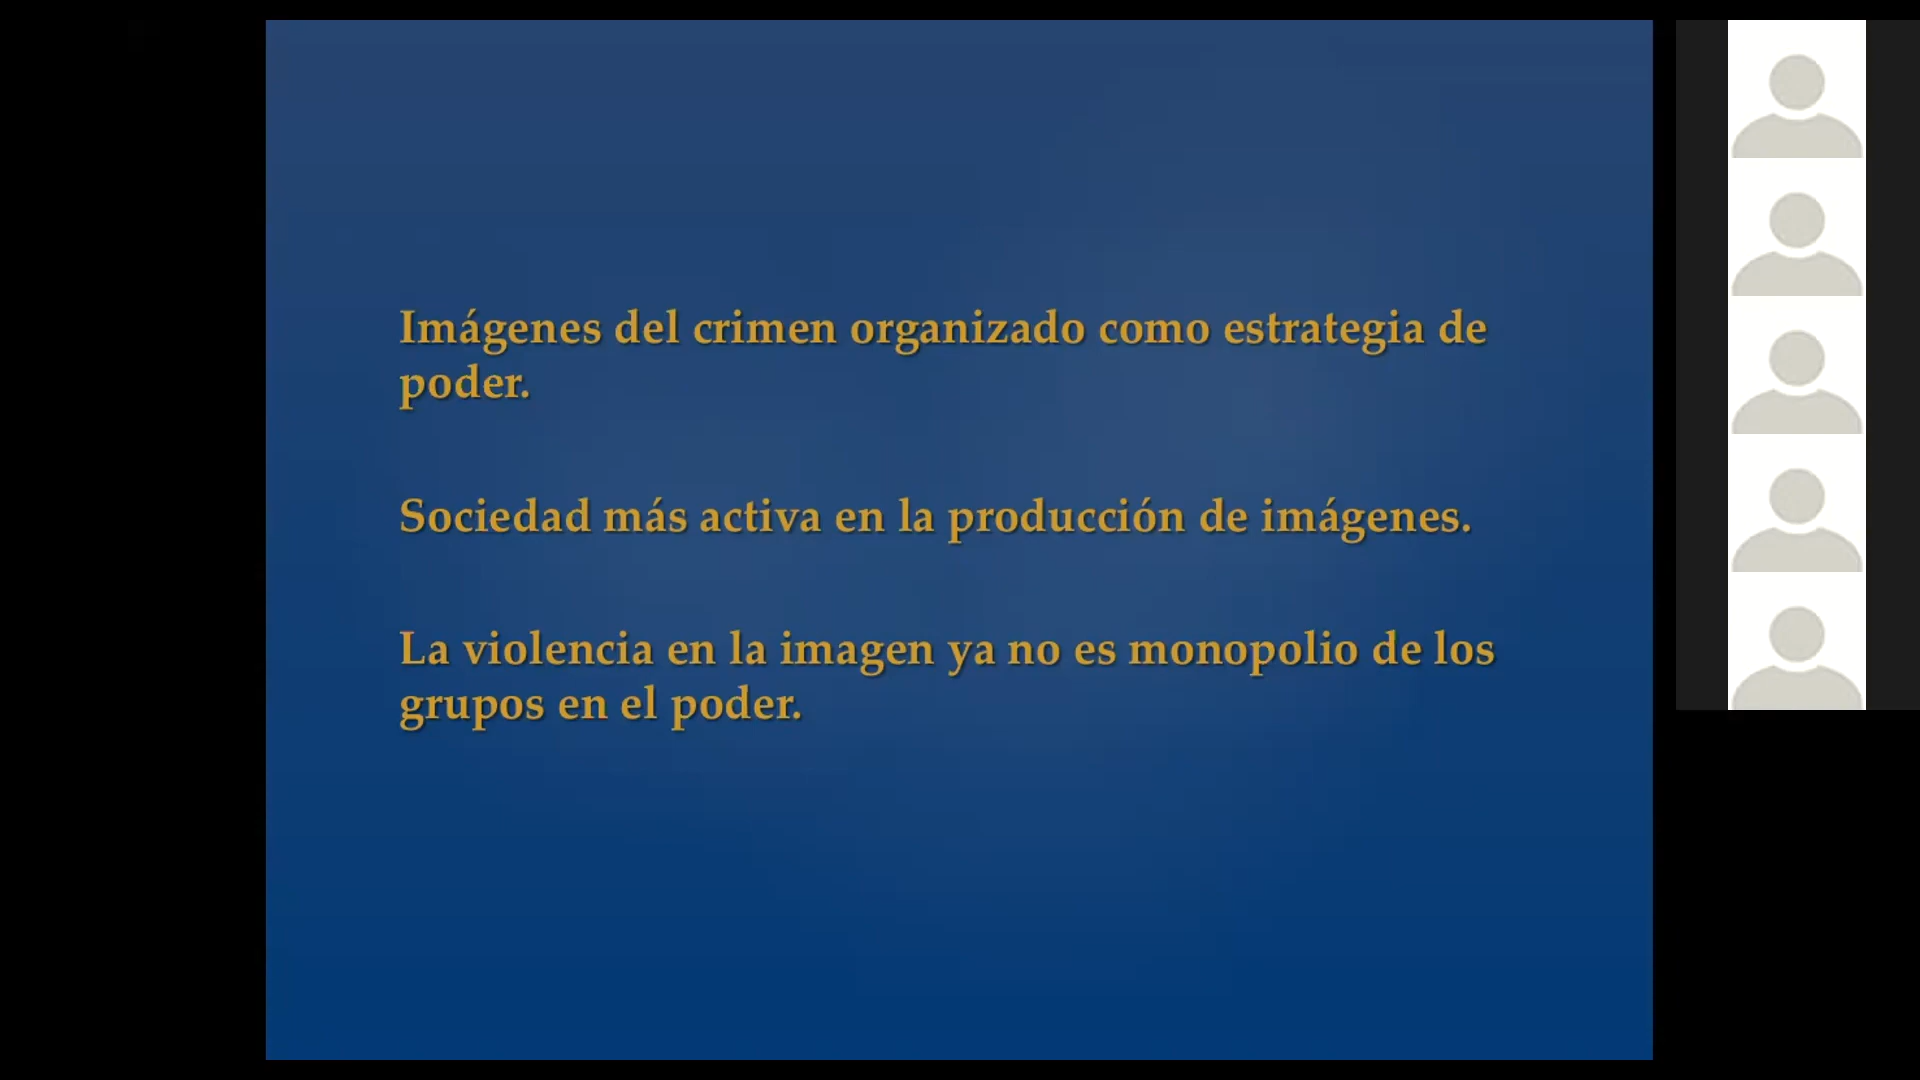 Imágenes del crimen organizado como estrategia de
poder.
Sociedad más activa en la producción de imágenes.
La violencia en la imagen ya no es monopolio de los
grupos en el poder.